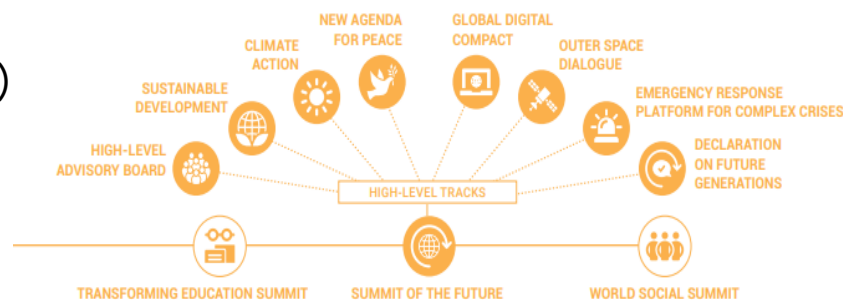 NEW AGENDA
FOR PEACE
GLOBAL DIGITAL
COMPACT
CLIMATE
ACTION
OUTER SPACE
DIALOGUE
SUSTAINABLE
DEVELOPMENT
EMERGENCY RESPONSE
PLATFORM FOR COMPLEX CRISES
HIGH-LEVEL
ADVISORY BOARD
DECLARATION
ON FUTURE
GENERATIONS
HIGH-LEVEL TRACKS
TRANSFORMING EDUCATION SUMMIT
SUMMIT OF THE FUTURE
WORLD SOCIAL SUMMIT